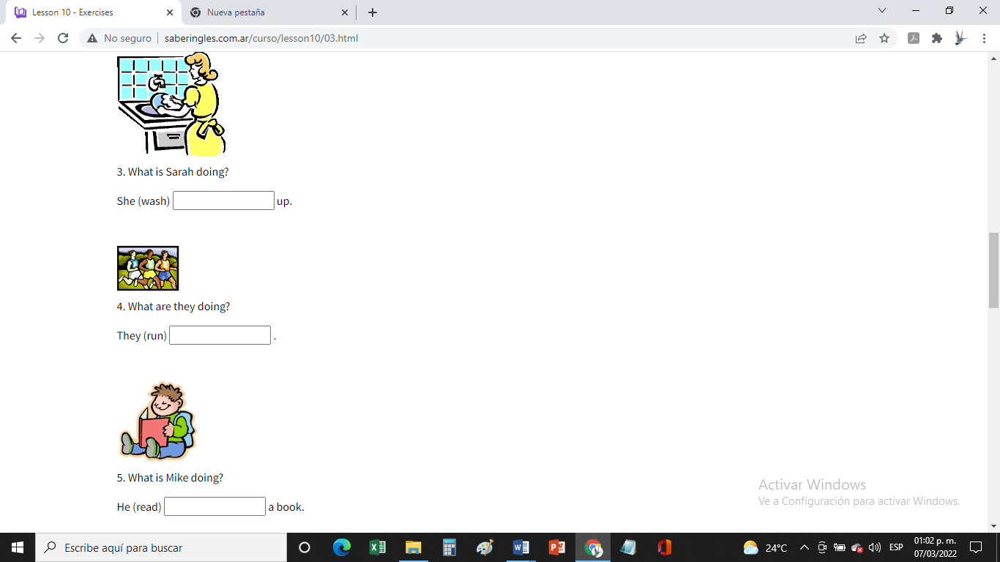 Lesson 10 - Exercises
Nueva pestaña
No seguro
saberingles.com.ar/curso/lesson10/03.html
3. What is Sarah doing?
She (wash) up.
4. What are they doing?
They (run) .
5. What is Mike doing?
He (read) a book.
Activar Windows
Ve a Configuración para activar Windows.
Escribe aquí para buscar
24°C
ESP
01:02 p. m.
07/03/2022